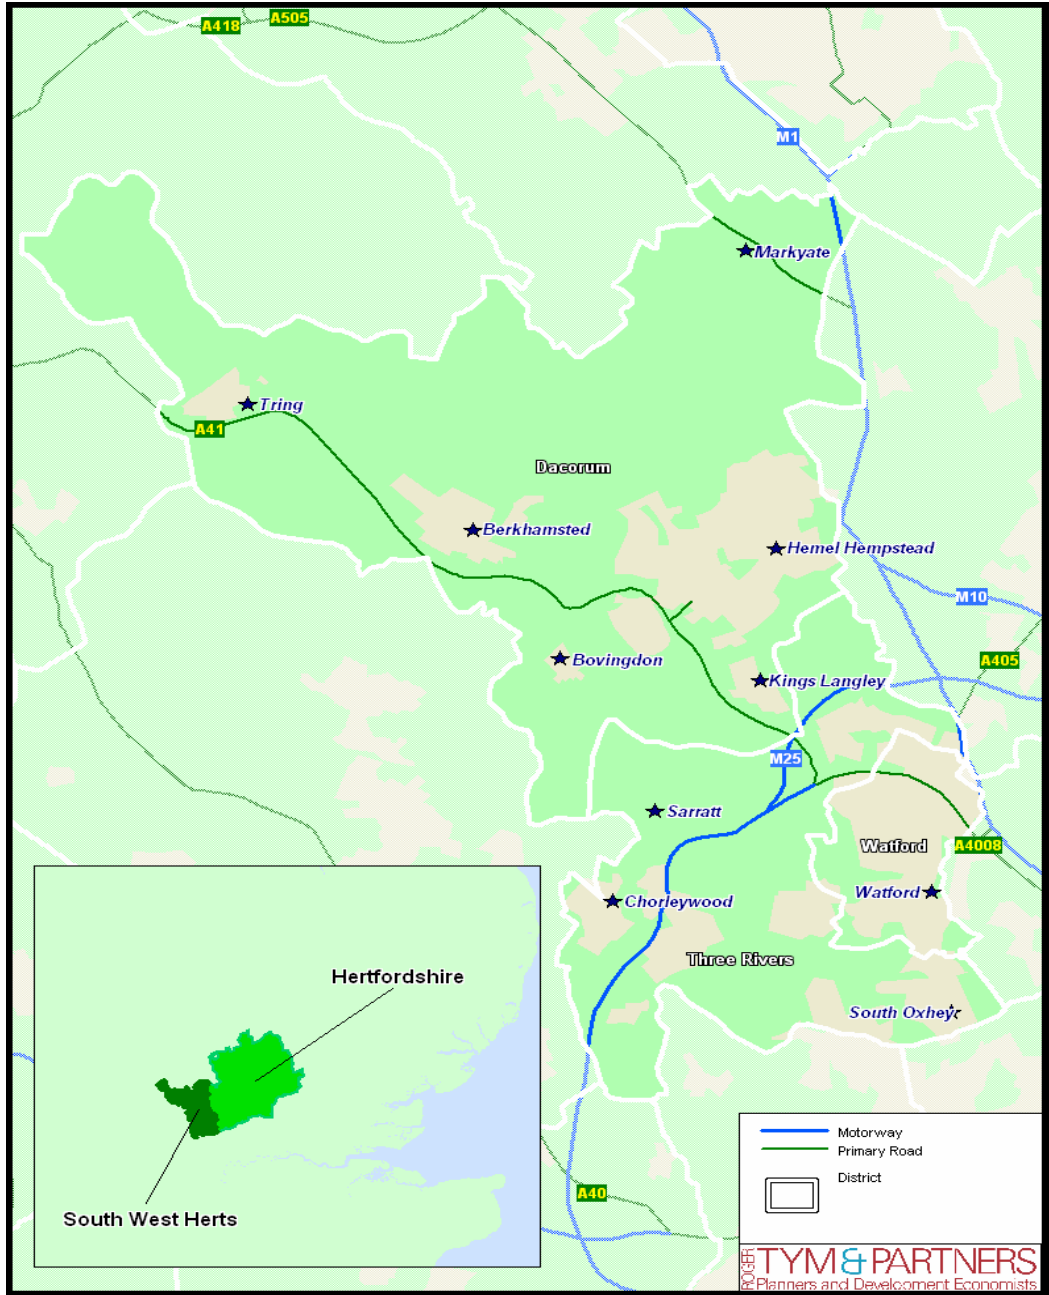 A505
A418
M1
Markyate
Tring
A41
Dacorum
Berkhamsted
Hemel Hempstead
M10
A405
Bovingdon
Kings Langley
M25
Sarratt
Watford
A4008
Watford
Chorleywood
Three Rivers
South Oxhey
Hertfordshire
South West Herts
A40
Motorway
Primary Road
District
ROGER
TYM & PARTNERS
Planners and Development Economists